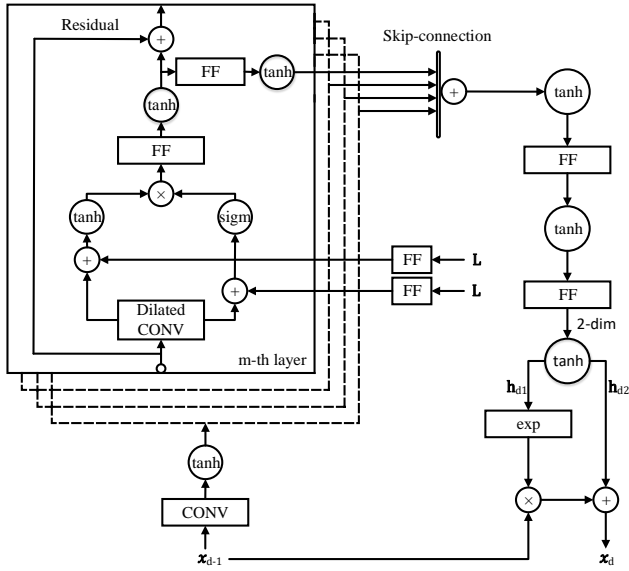 Residual
Skip-connection
+
FF
tanh
tanh
+
tanh
FF
FF
×
tanh
sigm
tanh
+
FF
L
FF
+
FF
L
Dilated
CONV
2-dim
m-th layer
tanh
h_d1
h_d2
exp
tanh
CONV
×
+
x_d-1
x_d